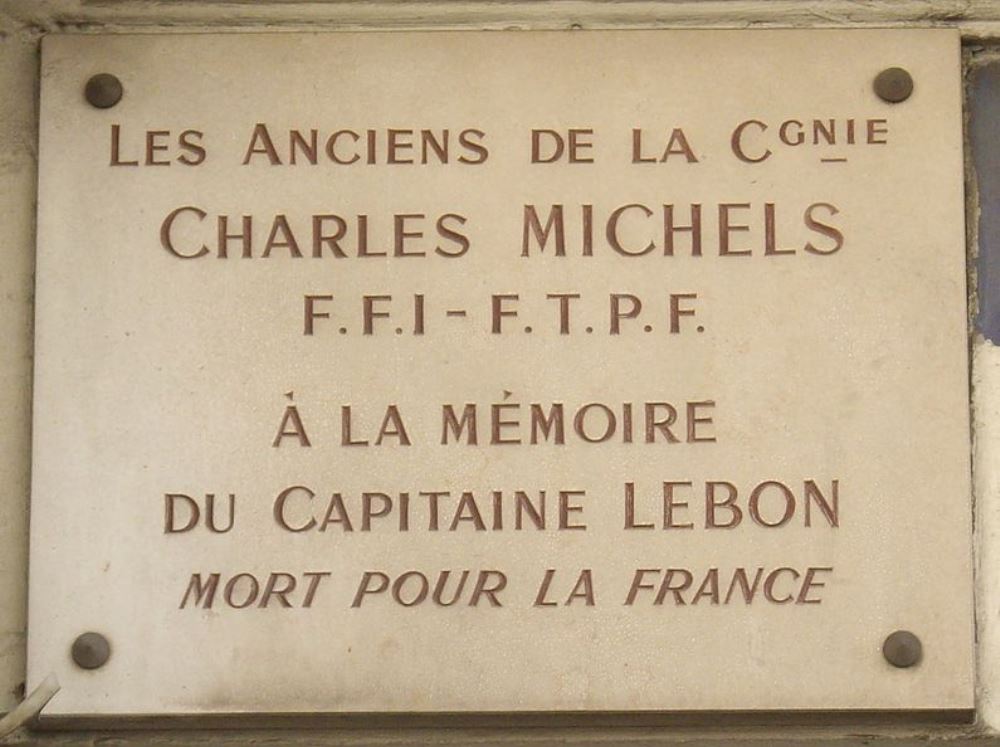 LES ANCIENS DE LA CGNIE
CHARLES MICHELS
F.F.I - F.T.P.F.
À LA MÉMOIRE
DU CAPITAINE LEBON
MORT POUR LA FRANCE